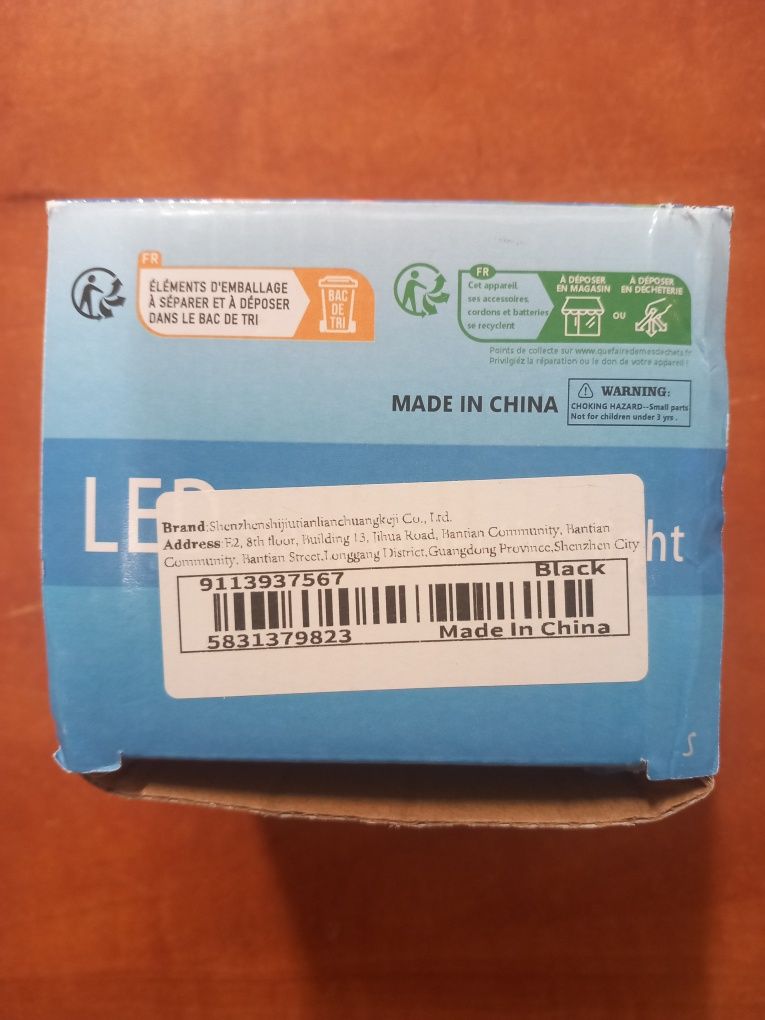 FR
ÉLÉMENTS D'EMBALLAGE
À SÉPARER ET À DÉPOSER
DANS LE BAC DE TRI
BAC
DE
TRI
FR
Cet appareil,
ses accessoires,
cordons et batteries
se recyclent
À DÉPOSER
EN MAGASIN
OU
À DÉPOSER
EN DÉCHÈTERIE
Points de collecte sur www.quefairedemesdechets.fr
Privilgiéz la réparation ou le don de votre appareil !
MADE IN CHINA
WARNING:
CHOKING HAZARD--Small parts
Not for children under 3 yrs .
LED
ht
Brand:Shenzhenshijiutianlianchuangkeji Co., Ltd.
Address:F2, 8th floor, Building 13, Jihua Road, Bantian Community, Bantian
Community, Bantian Street,Longgang District,Guangdong Province,Shenzhen City
9113937567
Black
5831379823
Made In China
S